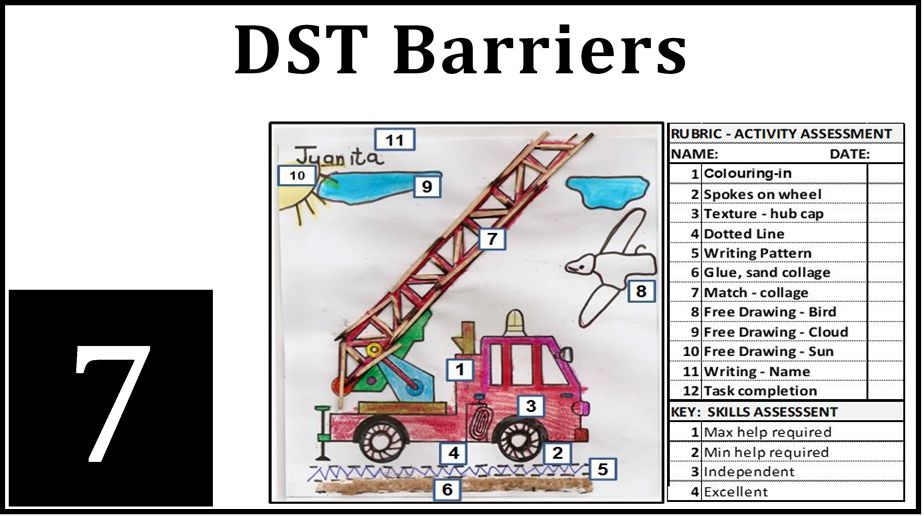 DST Barriers
7
Juanita
11
10
9
7
8
1
3
4
2
5
6
RUBRIC - ACTIVITY ASSESSMENT
NAME: DATE:
1 Colouring-in
2 Spokes on wheel
3 Texture - hub cap
4 Dotted Line
5 Writing Pattern
6 Glue, sand collage
7 Match - collage
8 Free Drawing - Bird
9 Free Drawing - Cloud
10 Free Drawing - Sun
11 Writing - Name
12 Task completion
KEY: SKILLS ASSESSSENT
1 Max help required
2 Min help required
3 Independent
4 Excellent